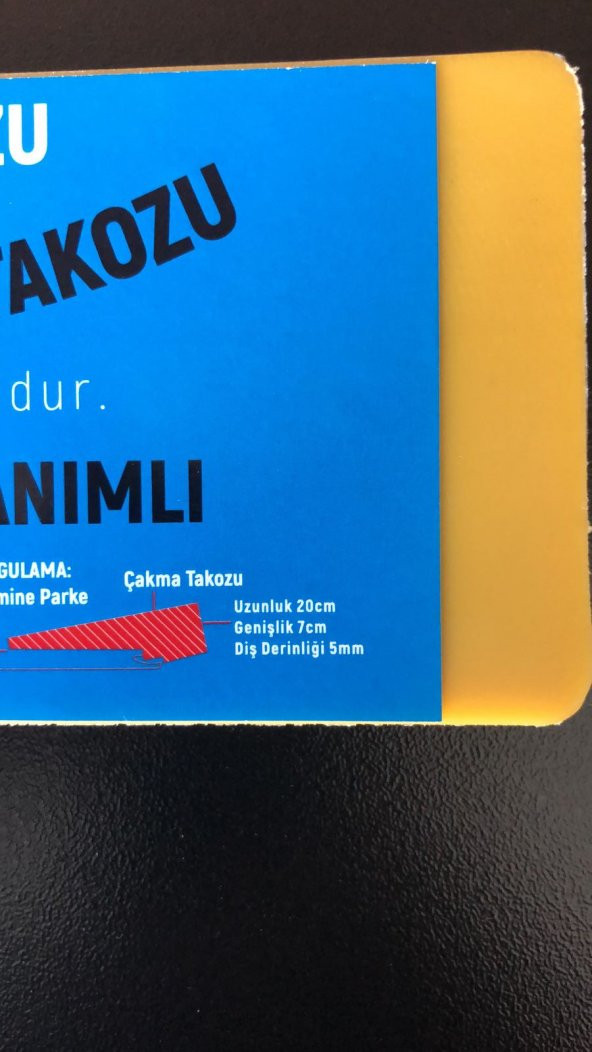 ZU
TAKOZU
dur.
ANIMLI
GULAMA:
mine Parke
Çakma Takozu
Uzunluk 20cm
Genişlik 7cm
Diş Derinliği 5mm